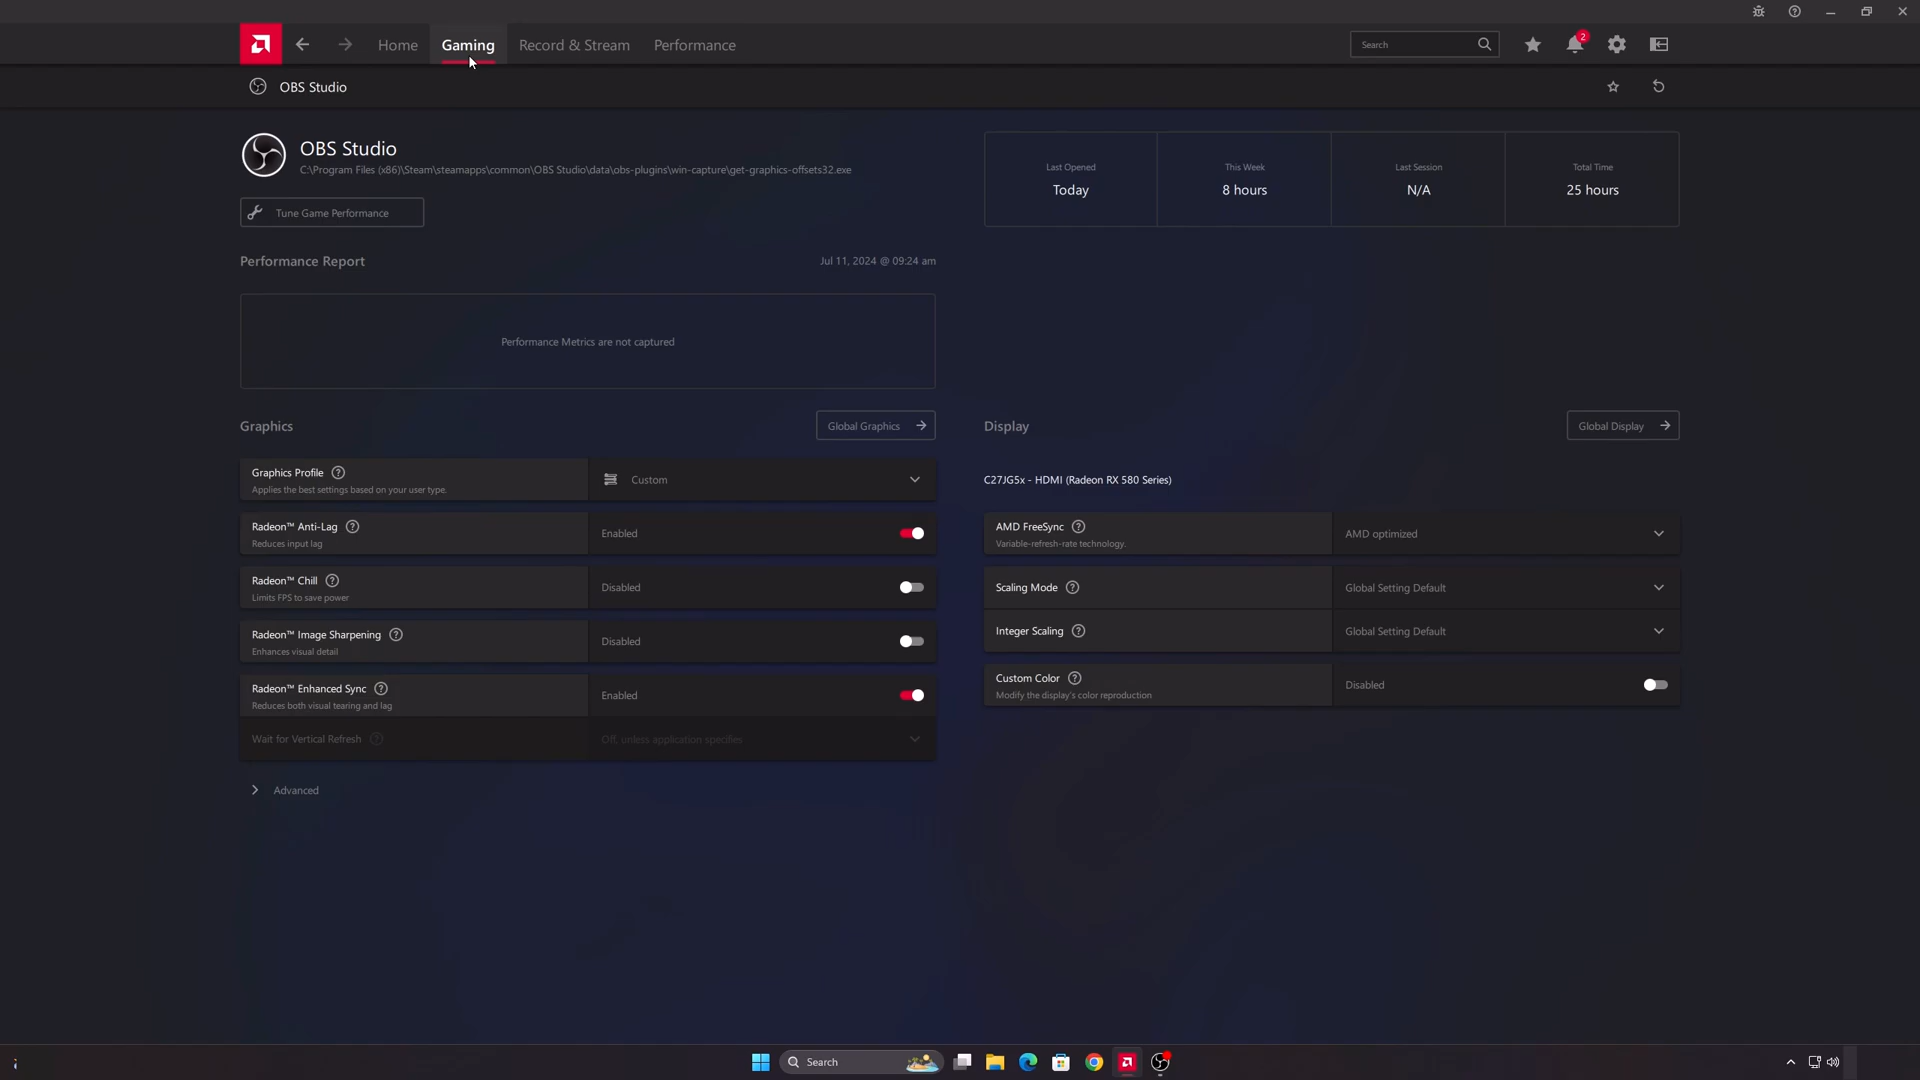 Home
Gaming
Record & Stream
Performance
Search
2
OBS Studio
OBS Studio
C:\Program Files (x86)\Steam\steamapps\common\OBS Studio\data\obs-plugins\win-capture\get-graphics-offsets32.exe
Tune Game Performance
Last Opened
Today
This Week
8 hours
Last Session
N/A
Total Time
25 hours
Performance Report
Jul 11, 2024 @ 09:24 am
Performance Metrics are not captured
Graphics
Global Graphics
Graphics Profile
Applies the best settings based on your user type.
Custom
Radeon™ Anti-Lag
Reduces input lag
Enabled
Radeon™ Chill
Limits FPS to save power
Disabled
Radeon™ Image Sharpening
Enhances visual detail
Disabled
Radeon™ Enhanced Sync
Reduces both visual tearing and lag
Enabled
Wait for Vertical Refresh
Off, unless application specifies
Advanced
Display
Global Display
C27JG5x - HDMI (Radeon RX 580 Series)
AMD FreeSync
Variable-refresh-rate technology.
AMD optimized
Scaling Mode
Global Setting Default
Integer Scaling
Global Setting Default
Custom Color
Modify the display's color reproduction
Disabled
Search